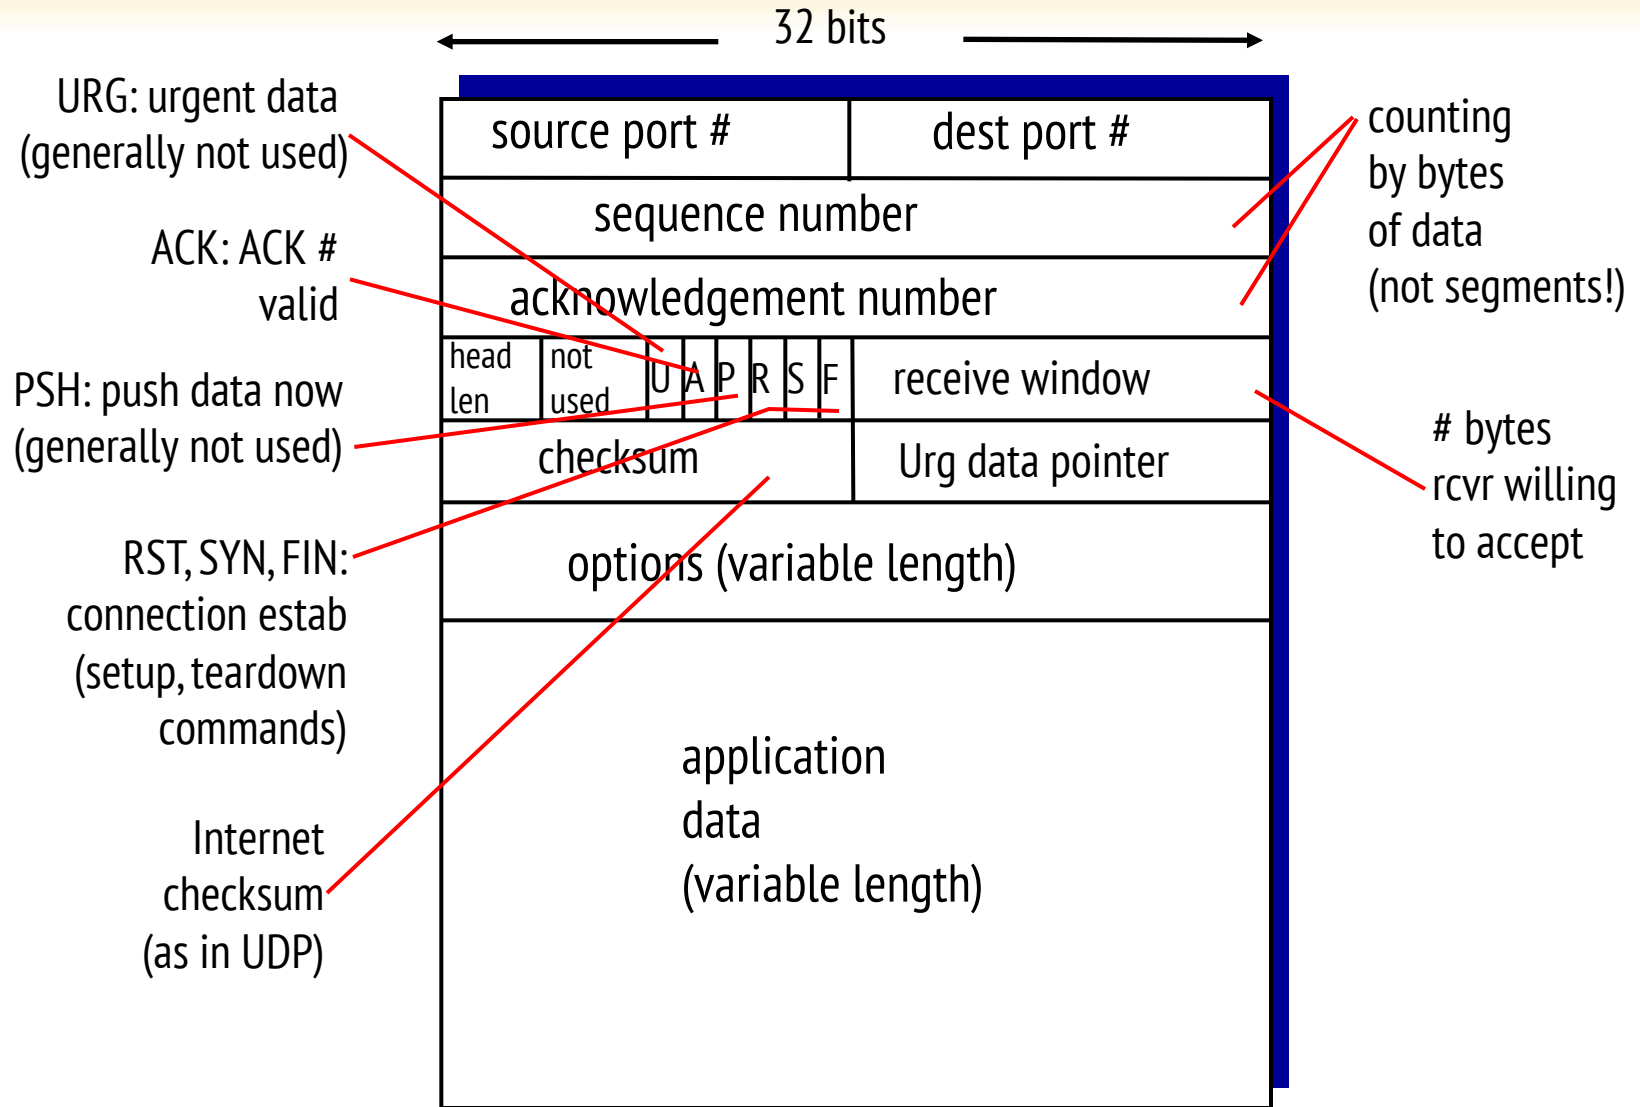 32 bits
URG: urgent data
(generally not used)
ACK: ACK #
valid
PSH: push data now
(generally not used)
RST, SYN, FIN:
connection estab
(setup, teardown
commands)
Internet
checksum
(as in UDP)
source port #
dest port #
sequence number
acknowledgement number
head
len
not
used
U A P R S F
receive window
checksum
Urg data pointer
options (variable length)
application
data
(variable length)
counting
by bytes
of data
(not segments!)
# bytes
rcvr willing
to accept